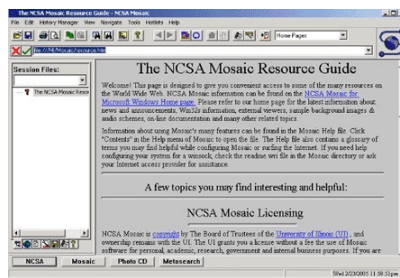 The NCSA Mosaic Resource Guide - NCSA Mosaic
File Edit History Manager View Navigate Tools Hotlists Help
Home Pages
Session Files:
The NCSA Mosaic Resou
The NCSA Mosaic Resource Guide
Welcome! This page is designed to give you convenient access to some of the many resources on
the World Wide Web. NCSA Mosaic information can be found on the NCSA Mosaic for
Microsoft Windows Home page. Please refer to our home page for the latest information about
news and announcements, Win32s information, external viewers, sample background images &
audio schemes, on-line documentation and many other related topics.
Information about using Mosaic's many features can be found in the Mosaic Help file. Click
"Contents" in the Help menu of Mosaic to open the file. The Help file also contains a glossary of
terms you may find helpful while configuring Mosaic or surfing the Internet. If you need help
configuring your system for a winsock, check the readme.wri file in the Mosaic directory or ask
your Internet access provider for assistance.
A few topics you may find interesting and helpful:
NCSA Mosaic Licensing
NCSA Mosaic is copyright by The Board of Trustees of the University of Illinois (UI), and
ownership remains with the UI. The UI grants you a license without a fee the use of Mosaic
software for personal, academic, research, government and internal business purposes. If you are
NCSA Mosaic Photo CD Metasearch
Wed 2/23/2005 11:59:51pm